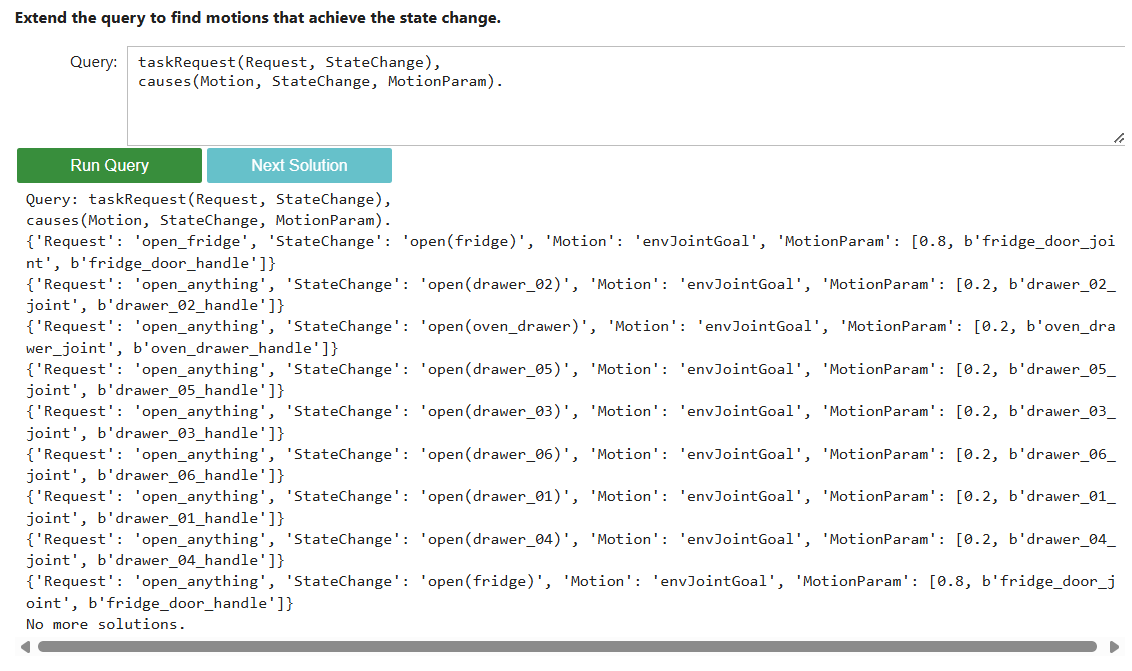 Extend the query to find motions that achieve the state change.
Query:
taskRequest(Request, StateChange),
causes(Motion, StateChange, MotionParam).
Run Query
Next Solution
Query: taskRequest(Request, StateChange),
causes(Motion, StateChange, MotionParam).
{'Request': 'open_fridge', 'StateChange': 'open(fridge)', 'Motion': 'envJointGoal', 'MotionParam': [0.8, b'fridge_door_joi
nt', b'fridge_door_handle']}
{'Request': 'open_anything', 'StateChange': 'open(drawer_02)', 'Motion': 'envJointGoal', 'MotionParam': [0.2, b'drawer_02_
joint', b'drawer_02_handle']}
{'Request': 'open_anything', 'StateChange': 'open(oven_drawer)', 'Motion': 'envJointGoal', 'MotionParam': [0.2, b'oven_dra
wer_joint', b'oven_drawer_handle']}
{'Request': 'open_anything', 'StateChange': 'open(drawer_05)', 'Motion': 'envJointGoal', 'MotionParam': [0.2, b'drawer_05_
joint', b'drawer_05_handle']}
{'Request': 'open_anything', 'StateChange': 'open(drawer_03)', 'Motion': 'envJointGoal', 'MotionParam': [0.2, b'drawer_03_
joint', b'drawer_03_handle']}
{'Request': 'open_anything', 'StateChange': 'open(drawer_06)', 'Motion': 'envJointGoal', 'MotionParam': [0.2, b'drawer_06_
joint', b'drawer_06_handle']}
{'Request': 'open_anything', 'StateChange': 'open(drawer_01)', 'Motion': 'envJointGoal', 'MotionParam': [0.2, b'drawer_01_
joint', b'drawer_01_handle']}
{'Request': 'open_anything', 'StateChange': 'open(drawer_04)', 'Motion': 'envJointGoal', 'MotionParam': [0.2, b'drawer_04_
joint', b'drawer_04_handle']}
{'Request': 'open_anything', 'StateChange': 'open(fridge)', 'Motion': 'envJointGoal', 'MotionParam': [0.8, b'fridge_door_j
oint', b'fridge_door_handle']}
No more solutions.